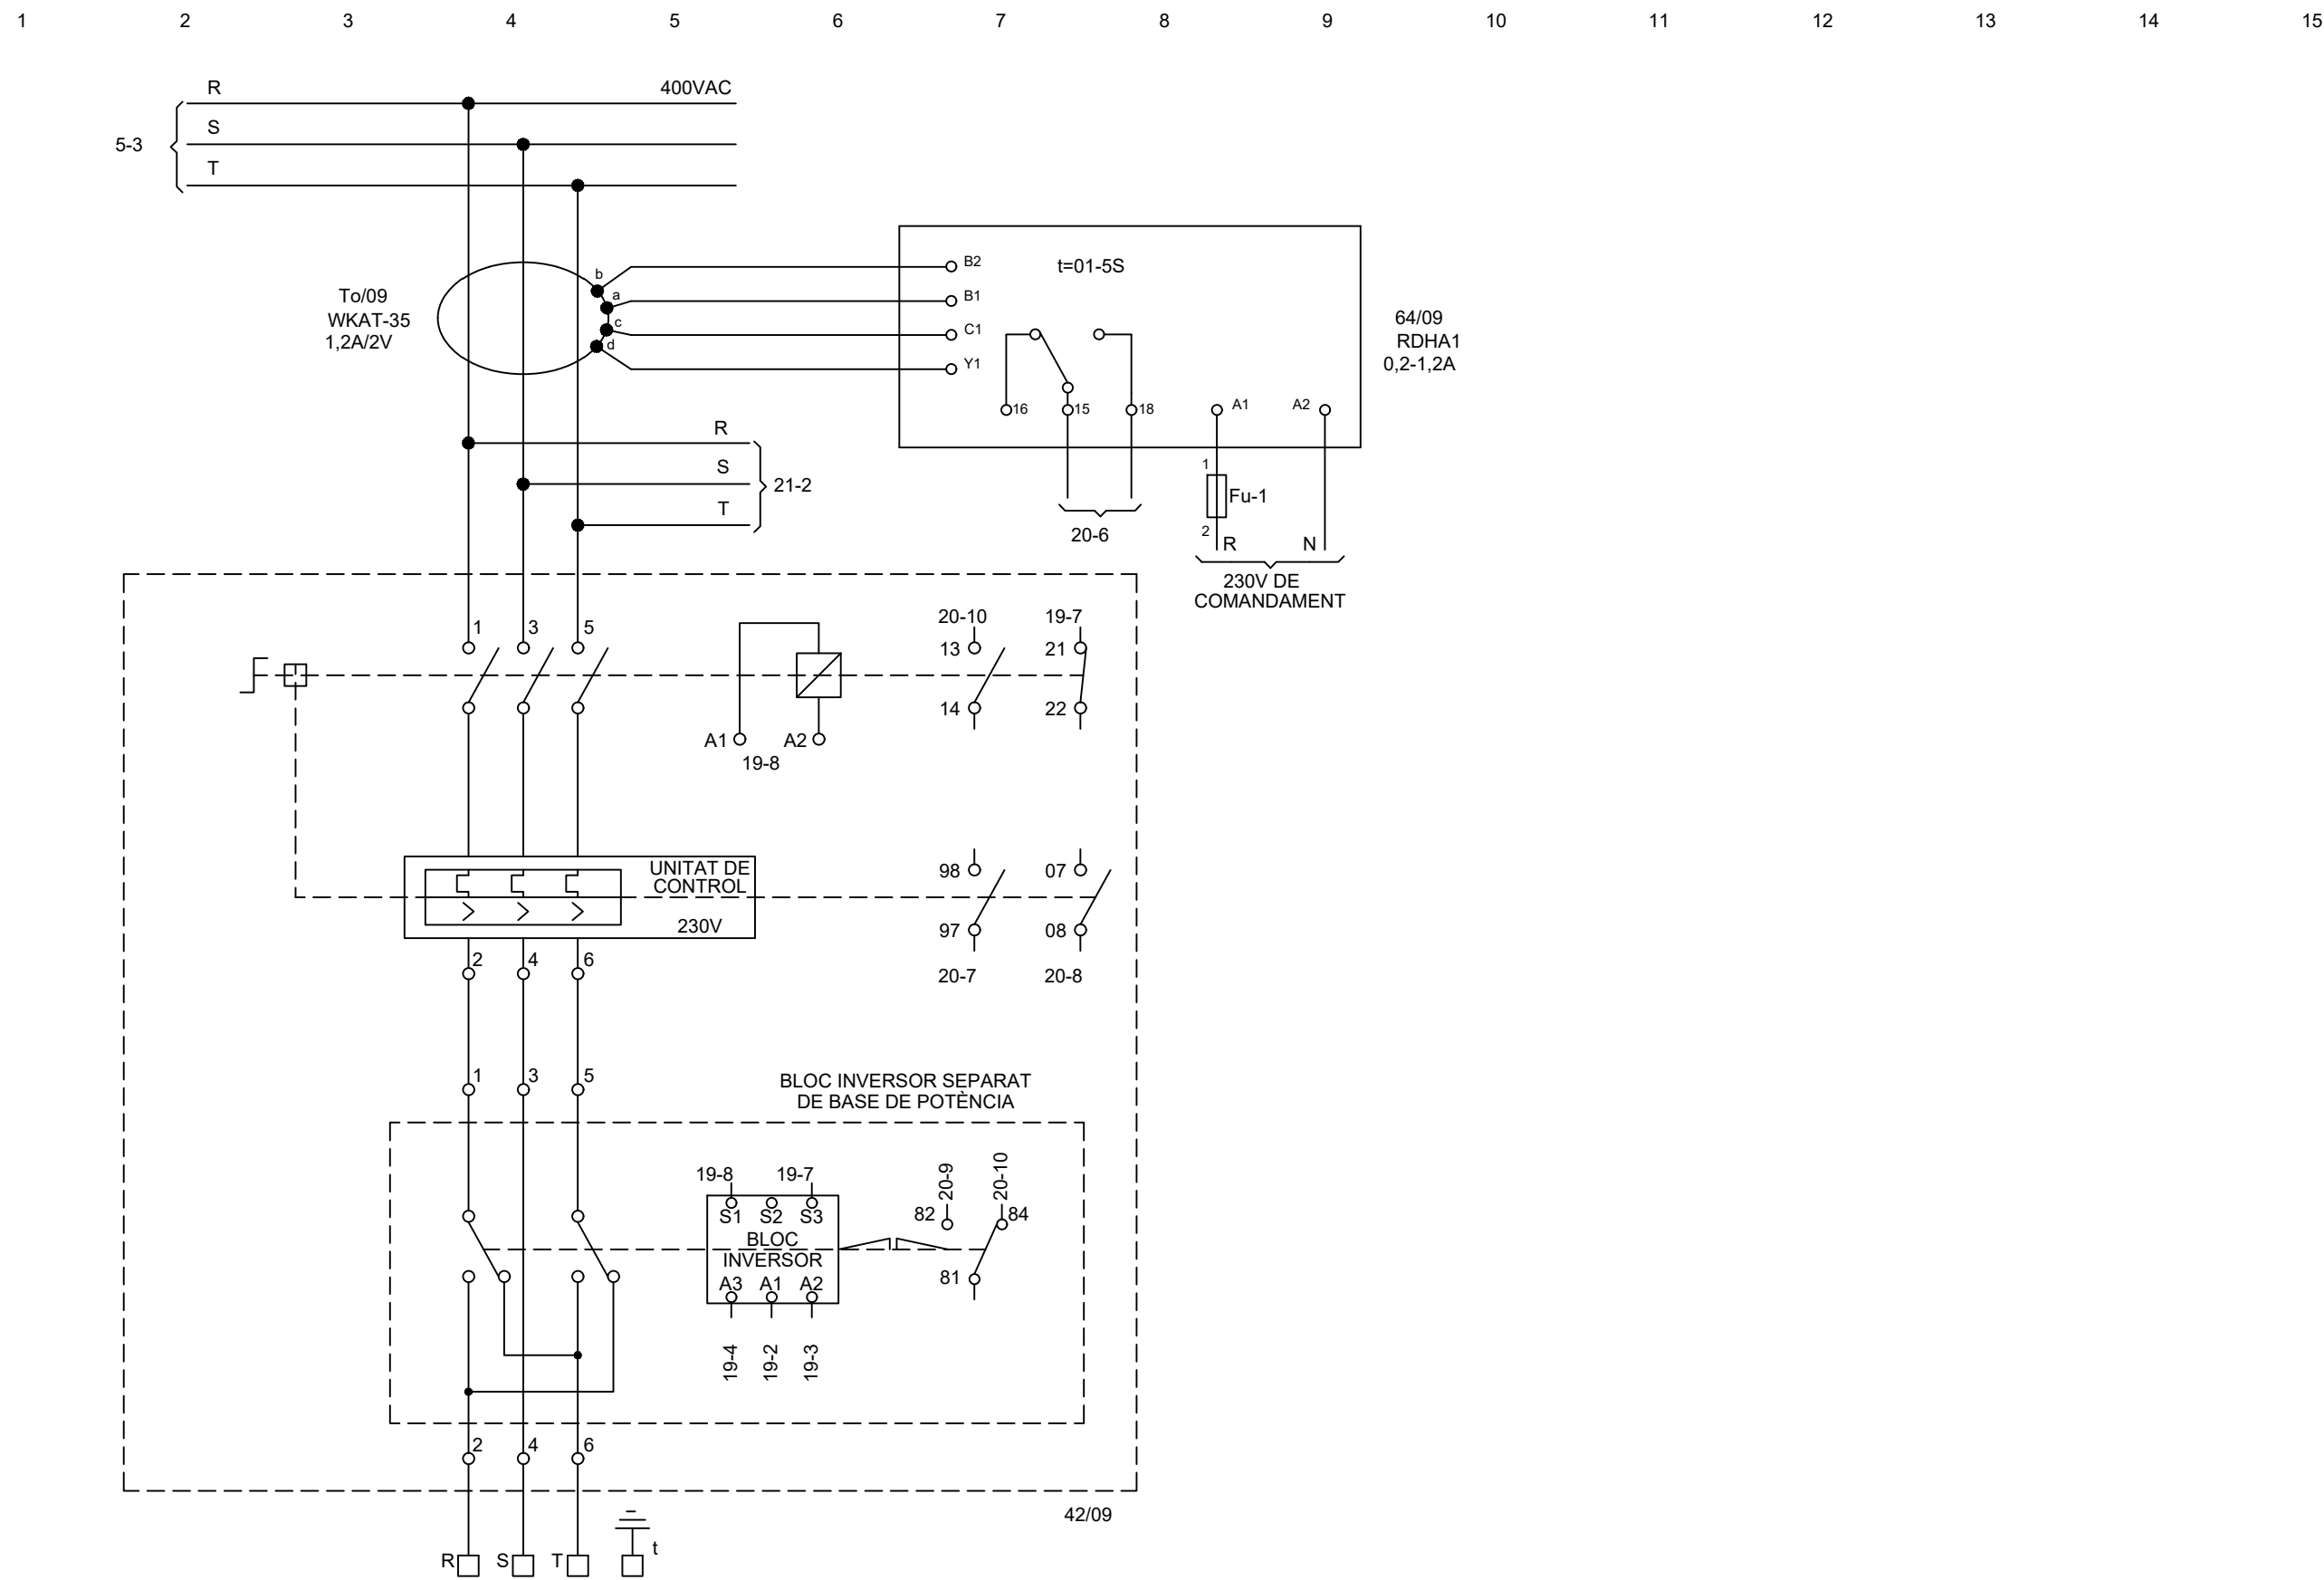 1 2 3 4 5 6 7 8 9 10 11 12 13 14 15
R 400VAC
S
5-3
T
b
a
c
d
To/09
WKAT-35
1,2A/2V
B2
B1
C1
Y1
t=01-5S
16 15 18 A1 A2
64/09
RDHA1
0,2-1,2A
R
S
T
21-2
20-6
1
Fu-1
2
R N
230V DE
COMANDAMENT
1 3 5
20-10 19-7
13 21
14 22
A1 A2
19-8
UNITAT DE
CONTROL
230V
98 07
97 08
20-7 20-8
2 4 6
1 3 5
BLOC INVERSOR SEPARAT
DE BASE DE POTÈNCIA
19-8 19-7
S1 S2 S3
BLOC
INVERSOR
A3 A1 A2
19-4 19-2 19-3
20-9 20-10
82 84
81
2 4 6
42/09
R S T t